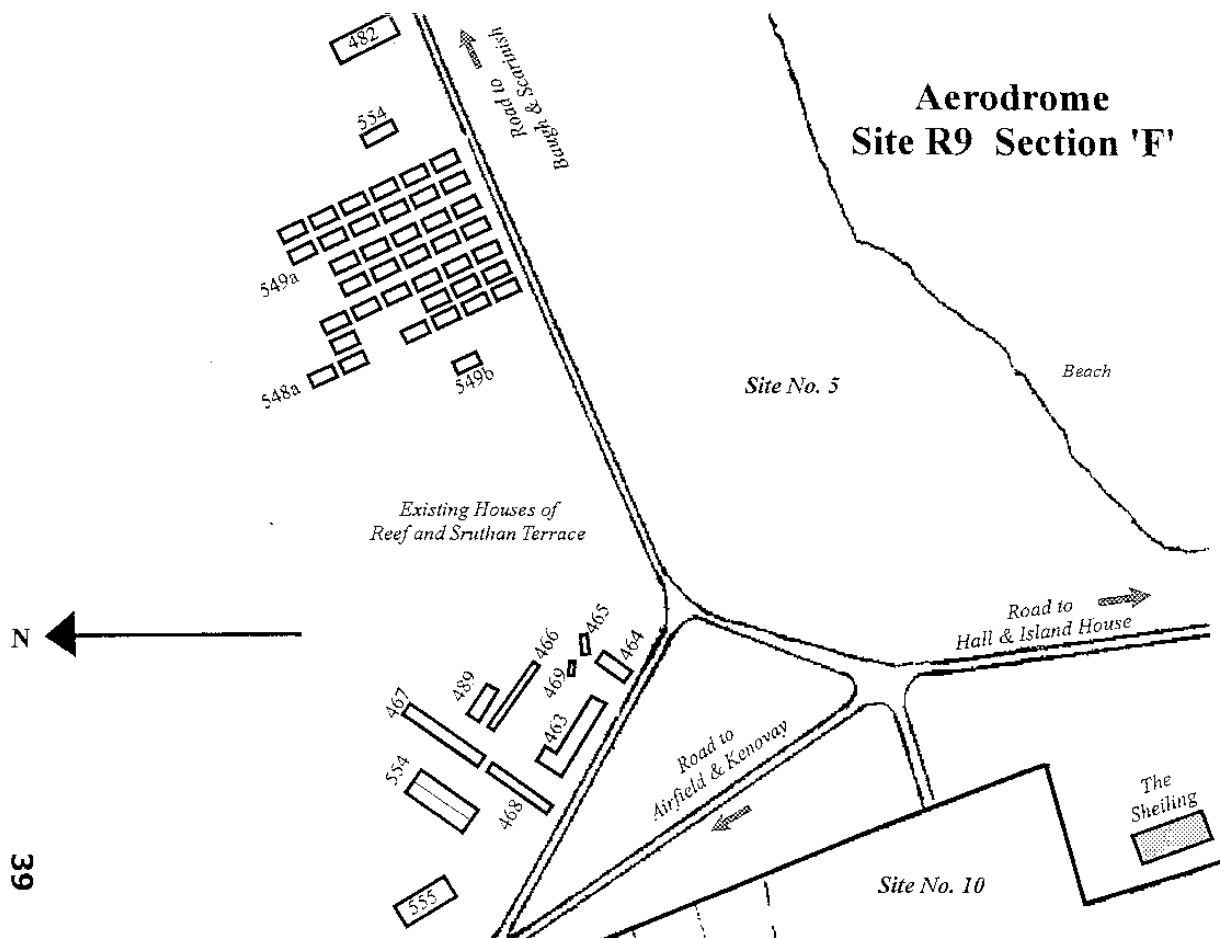 Aerodrome
Site R9 Section 'F'
482
Road to
Baugh & Scarinish
554
549a
548a
549b
Site No. 5
Beach
Existing Houses of
Reef and Sruthan Terrace
N
Road to
Hall & Island House
465
466
464
469
489
467
463
554
468
Road to
Airfield & Kenovay
The
Sheiling
555
Site No. 10
39